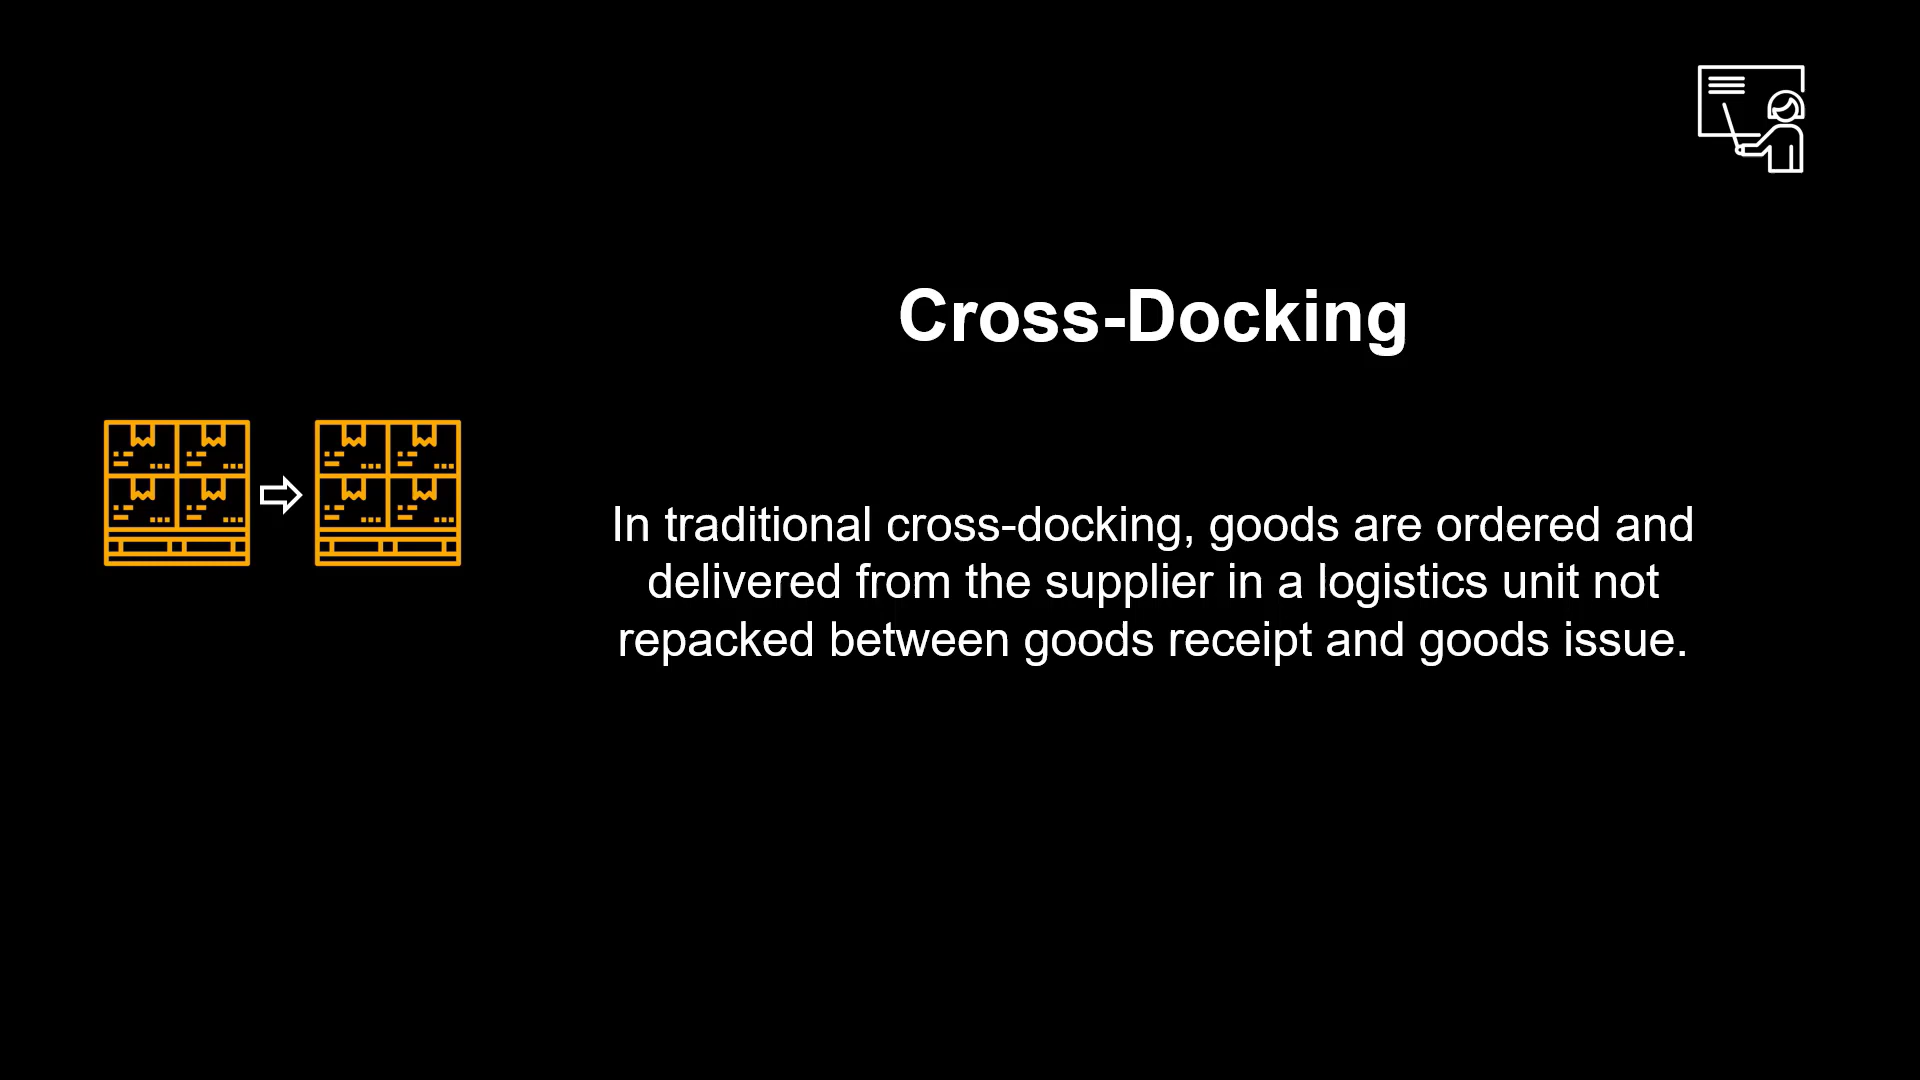 Cross-Docking
In traditional cross-docking, goods are ordered and
delivered from the supplier in a logistics unit not
repacked between goods receipt and goods issue.